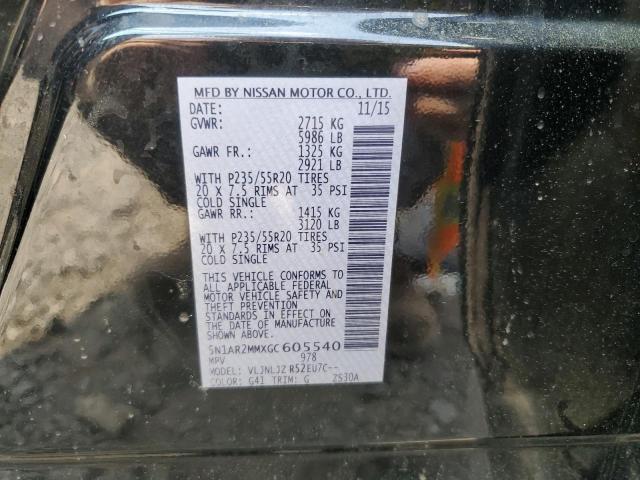 MFD BY NISSAN MOTOR CO., LTD.
DATE: 11/15
GVWR: 2715 KG
5986 LB
GAWR FR.: 1325 KG
2921 LB
WITH P235/55R20 TIRES
20 X 7.5 RIMS AT 35 PSI
COLD SINGLE
GAWR RR.: 1415 KG
3120 LB
WITH P235/55R20 TIRES
20 X 7.5 RIMS AT 35 PSI
COLD SINGLE
THIS VEHICLE CONFORMS TO
ALL APPLICABLE FEDERAL
MOTOR VEHICLE SAFETY AND
THEFT PREVENTION
STANDARDS IN EFFECT ON
THE DATE OF MANUFACTURE
SHOWN ABOVE.
5N1AR2MMXGC605540
MPV 978
MODEL: VLJNLJZ R52EU7C--
COLOR: G41 TRIM: G ZS30A